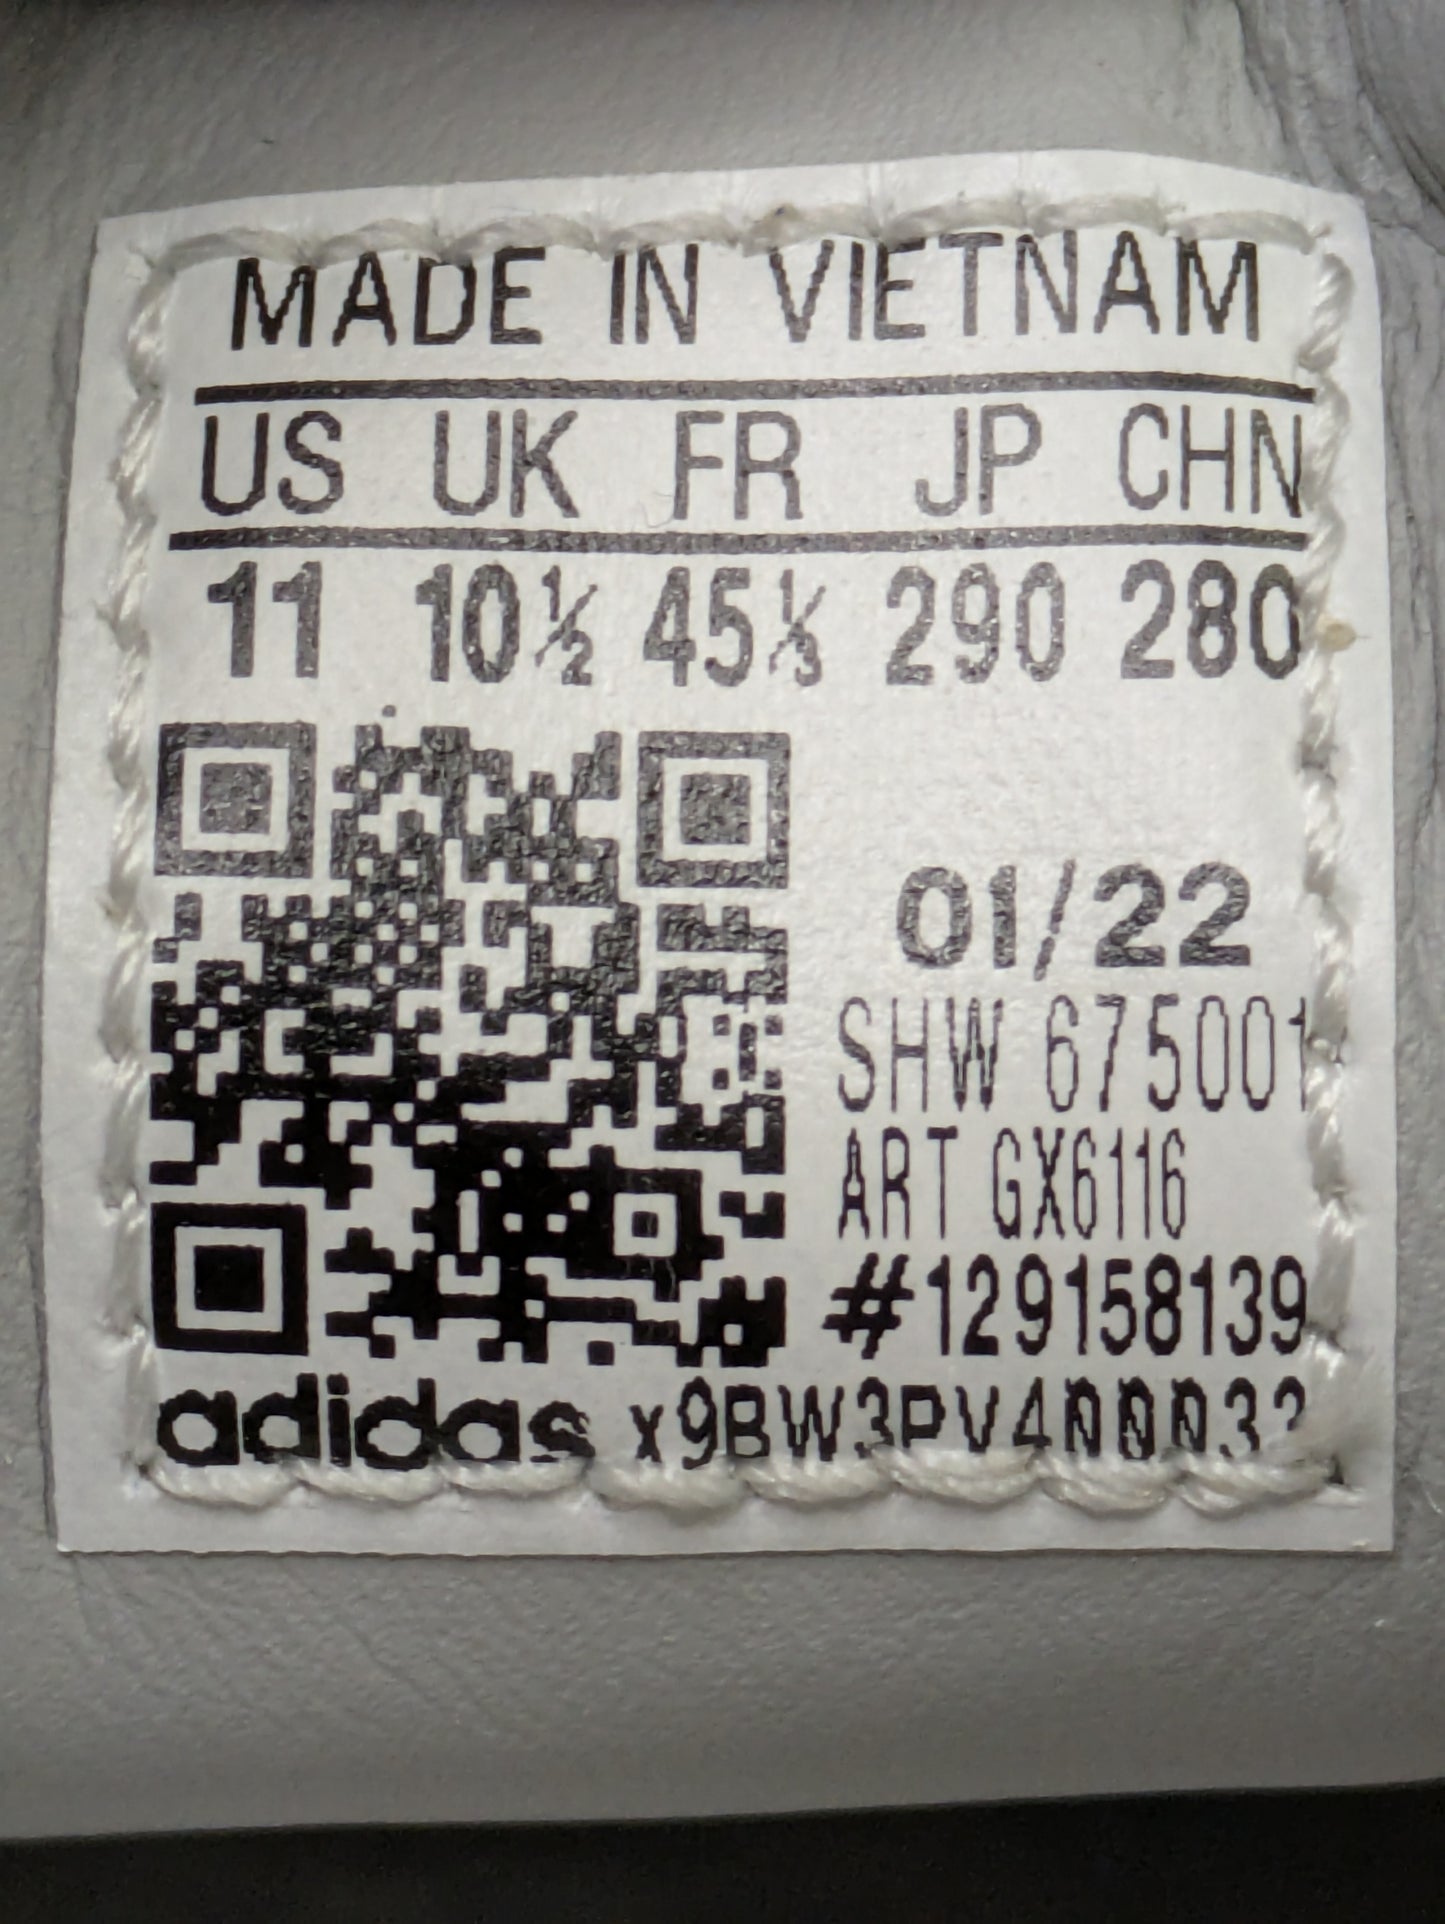 MADE IN VIETNAM
US UK FR JP CHN
11 10½ 45⅓ 290 280
01/22
SHW 675001
ART GX6116
#129158139
adidas